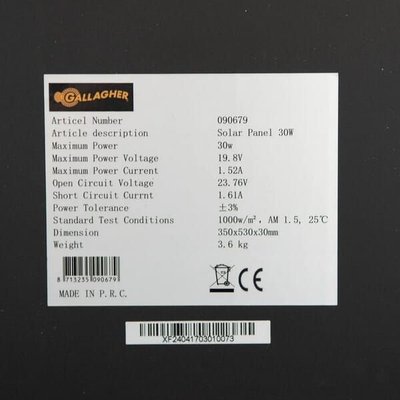 GALLAGHER
Articel Number 090679
Article description Solar Panel 30W
Maximum Power 30w
Maximum Power Voltage 19.8V
Maximum Power Current 1.52A
Open Circuit Voltage 23.76V
Short Circuit Currnt 1.61A
Power Tolerance ±3%
Standard Test Conditions 1000w/m², AM 1.5, 25℃
Dimension 350x530x30mm
Weight 3.6 kg
8 713235 090679
MADE IN P.R.C.
CE
XF24041703010073